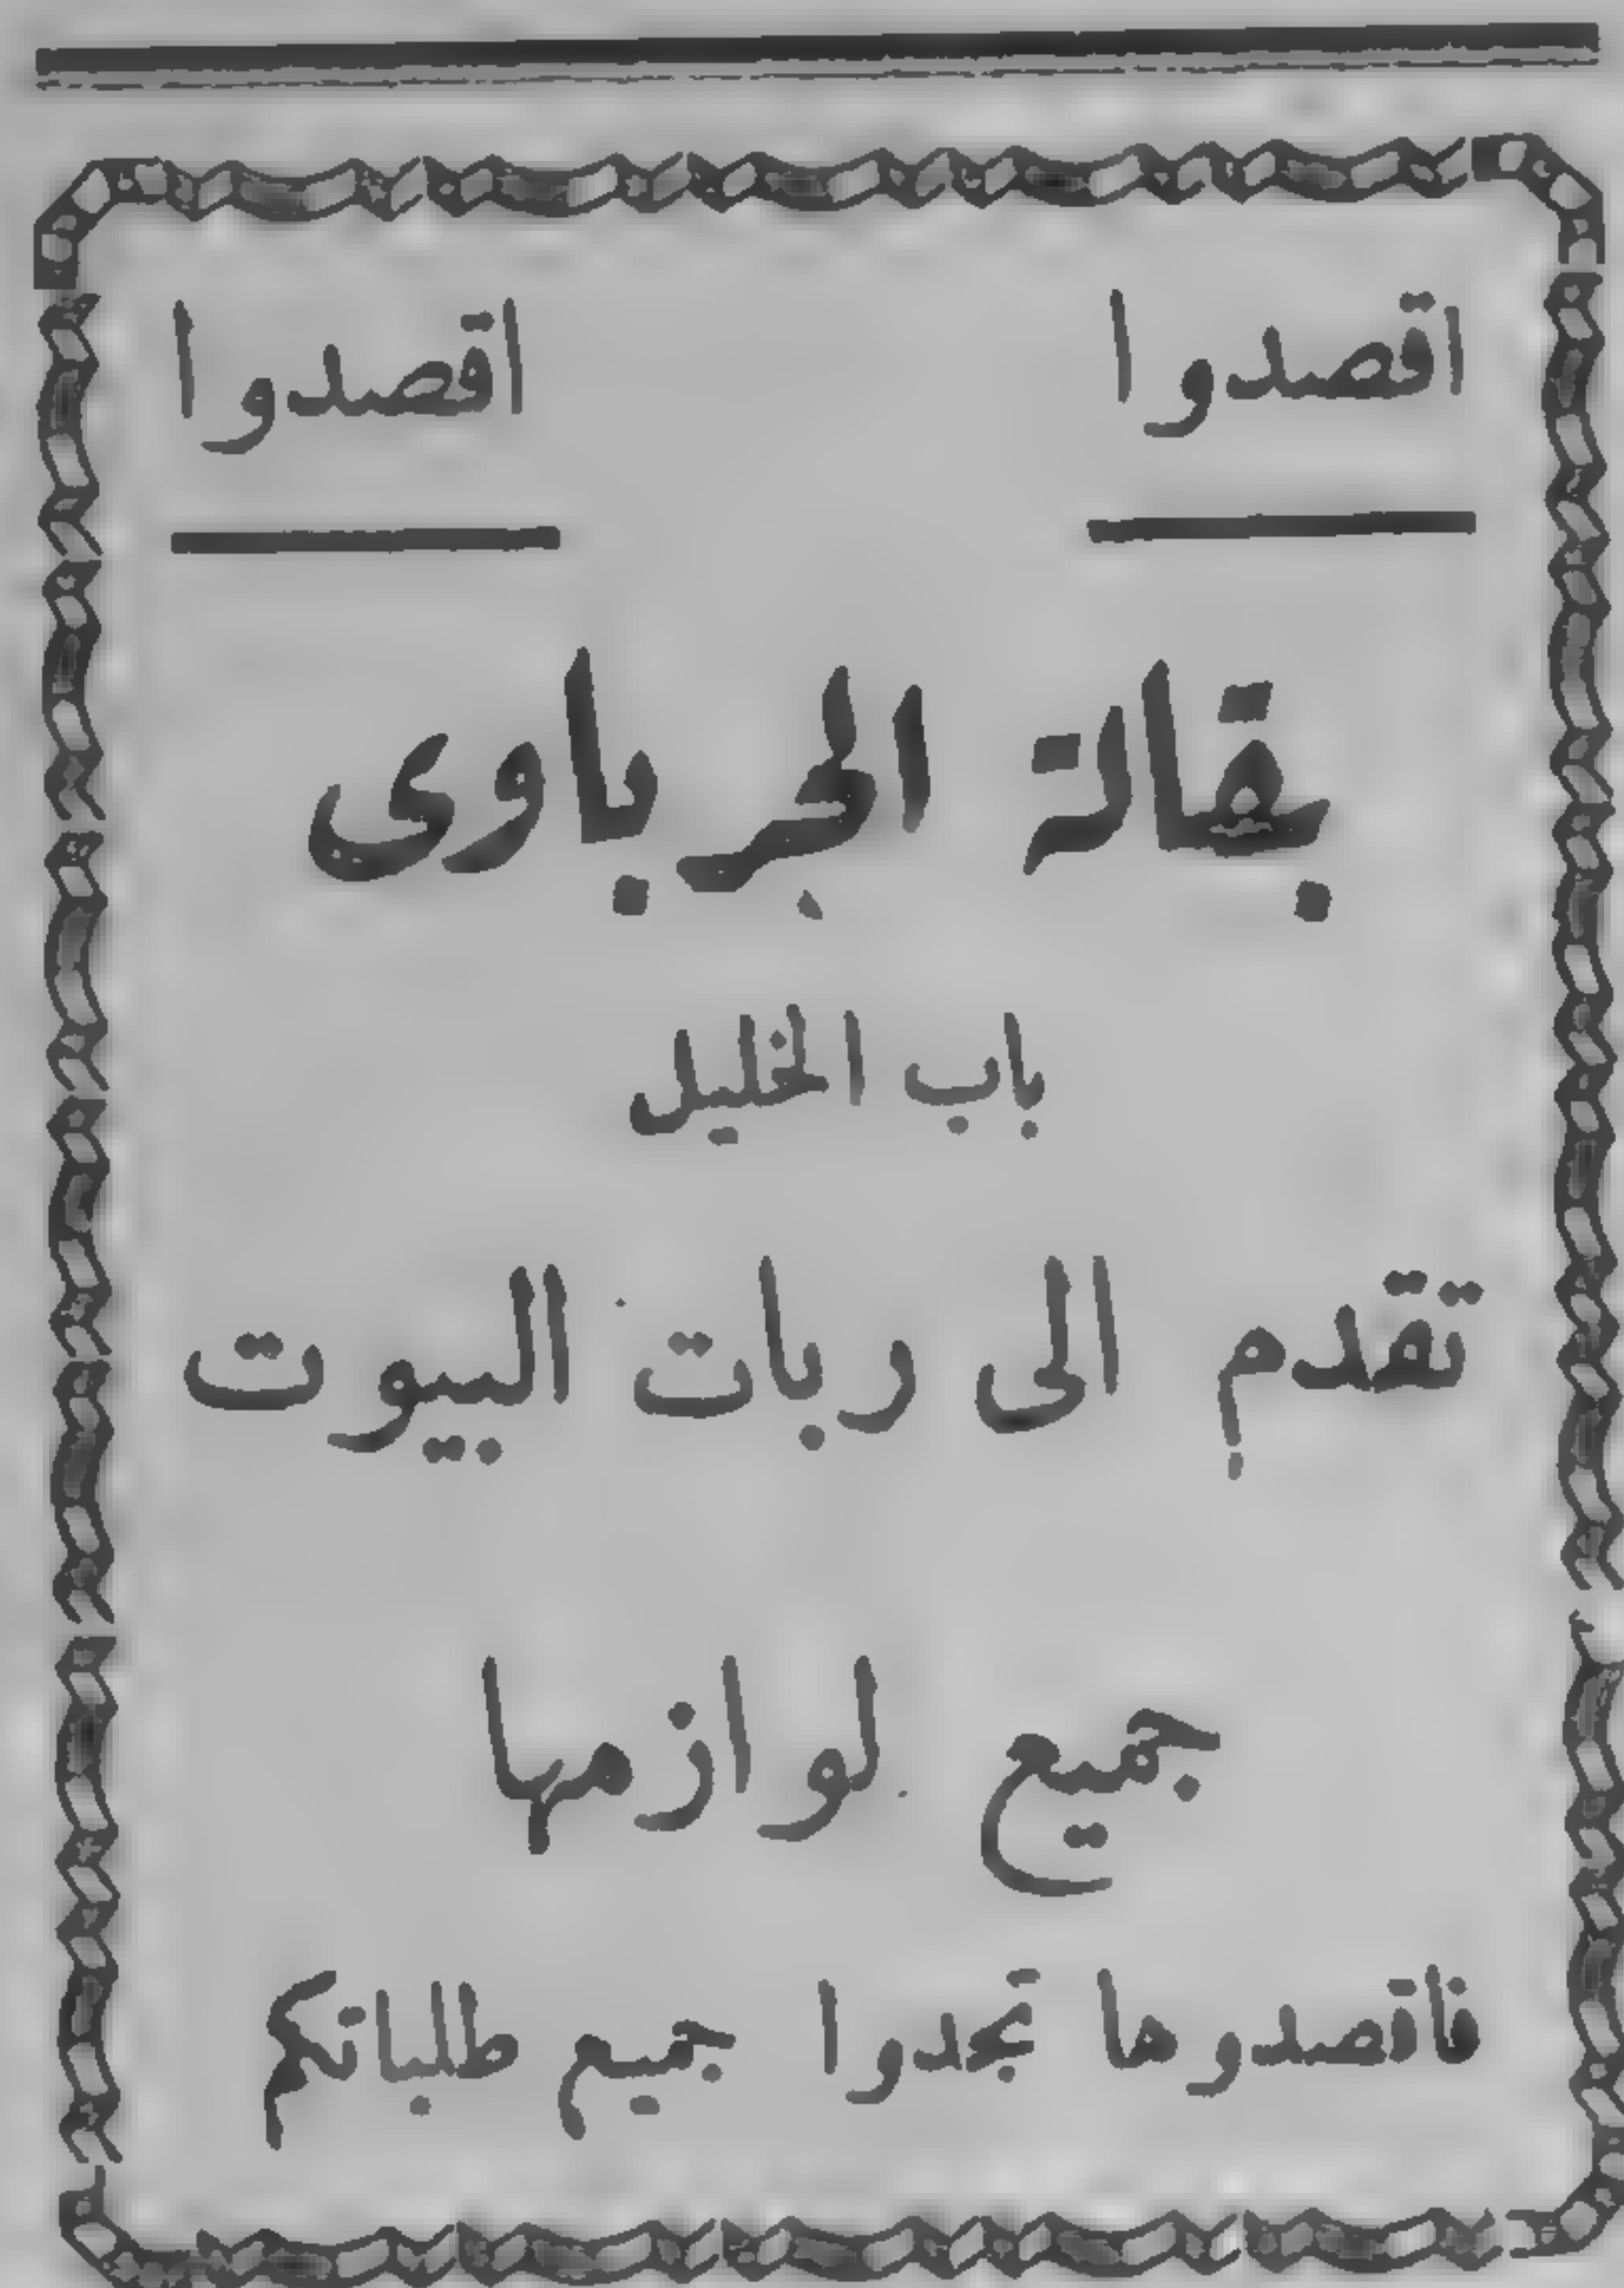 اقصدوا اقصدوا
بقالة الجرباوى
باب الخليل
تقدم الى ربات البيوت
جميع لوازمها
فاقصدوها تجدوا جميع طلباتكم